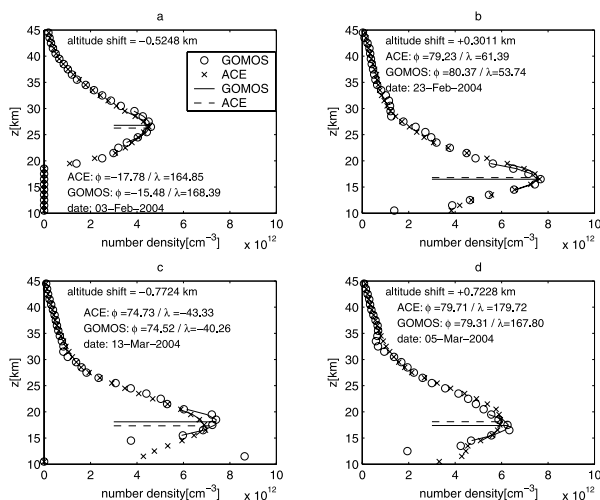 a
altitude shift = −0.5248 km
GOMOS
ACE
GOMOS
ACE
ACE: ϕ =−17.78 / λ =164.85
GOMOS: ϕ =−15.48 / λ =168.39
date: 03−Feb−2004
z[km]
45
40
35
30
25
20
15
10
0 2 4 6 8 10
number density[cm⁻³] x 10¹²
b
altitude shift = +0.3011 km
ACE: ϕ =79.23 / λ =61.39
GOMOS: ϕ =80.37 / λ =53.74
date: 23−Feb−2004
z[km]
45
40
35
30
25
20
15
10
0 2 4 6 8 10
number density[cm⁻³] x 10¹²
c
altitude shift = −0.7724 km
ACE: ϕ =74.73 / λ =−43.33
GOMOS: ϕ =74.52 / λ =−40.26
date: 13−Mar−2004
z[km]
45
40
35
30
25
20
15
10
0 2 4 6 8 10
number density[cm⁻³] x 10¹²
d
altitude shift = +0.7228 km
ACE: ϕ =79.71 / λ =179.72
GOMOS: ϕ =79.31 / λ =167.80
date: 05−Mar−2004
z[km]
45
40
35
30
25
20
15
10
0 2 4 6 8 10
number density[cm⁻³] x 10¹²